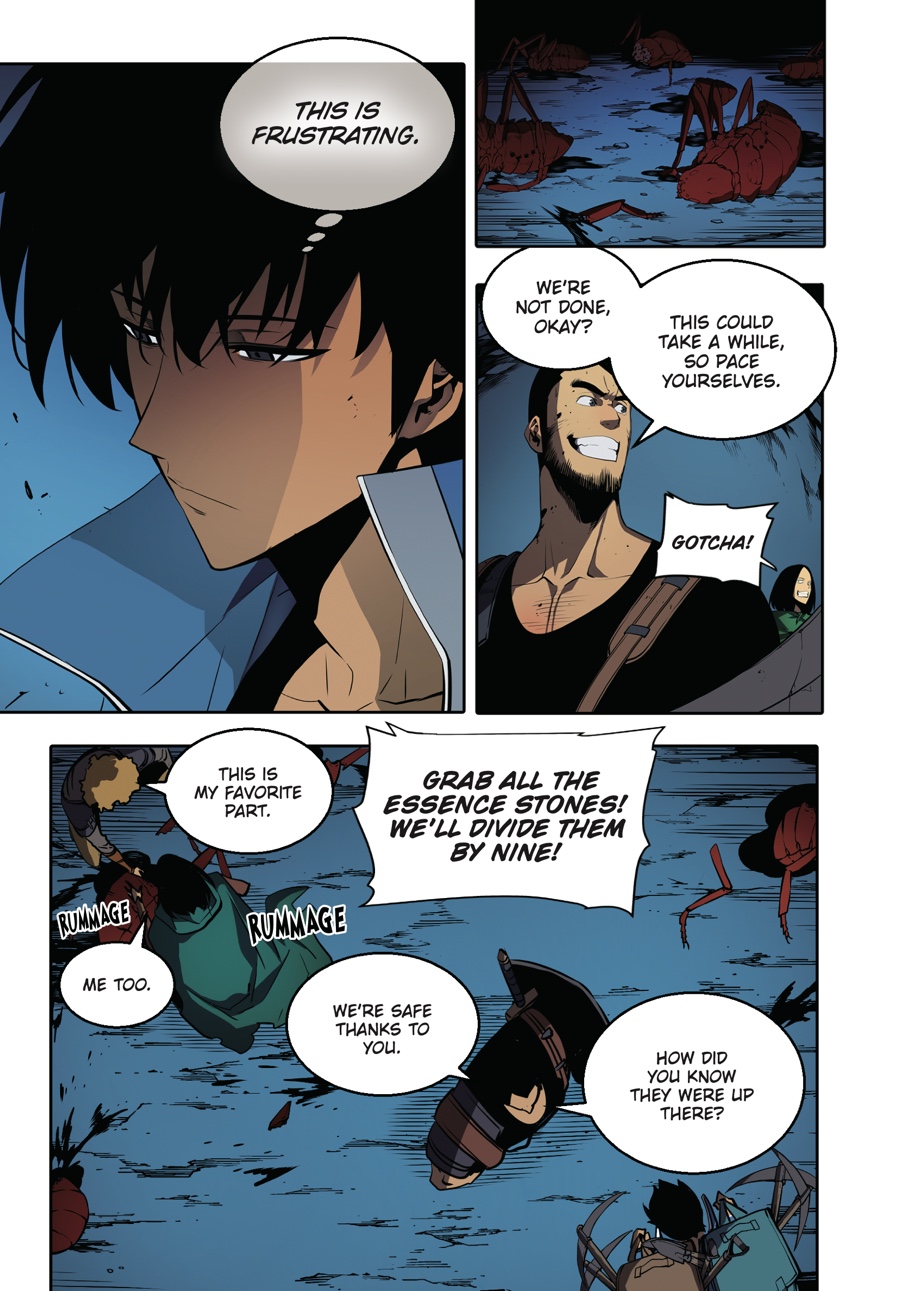 THIS IS
FRUSTRATING.
WE'RE
NOT DONE,
OKAY?
THIS COULD
TAKE A WHILE,
SO PACE
YOURSELVES.
GOTCHA!
THIS IS
MY FAVORITE
PART.
GRAB ALL THE
ESSENCE STONES!
WE'LL DIVIDE THEM
BY NINE!
RUMMAGE
RUMMAGE
ME TOO.
WE'RE SAFE
THANKS TO
YOU.
HOW DID
YOU KNOW
THEY WERE UP
THERE?